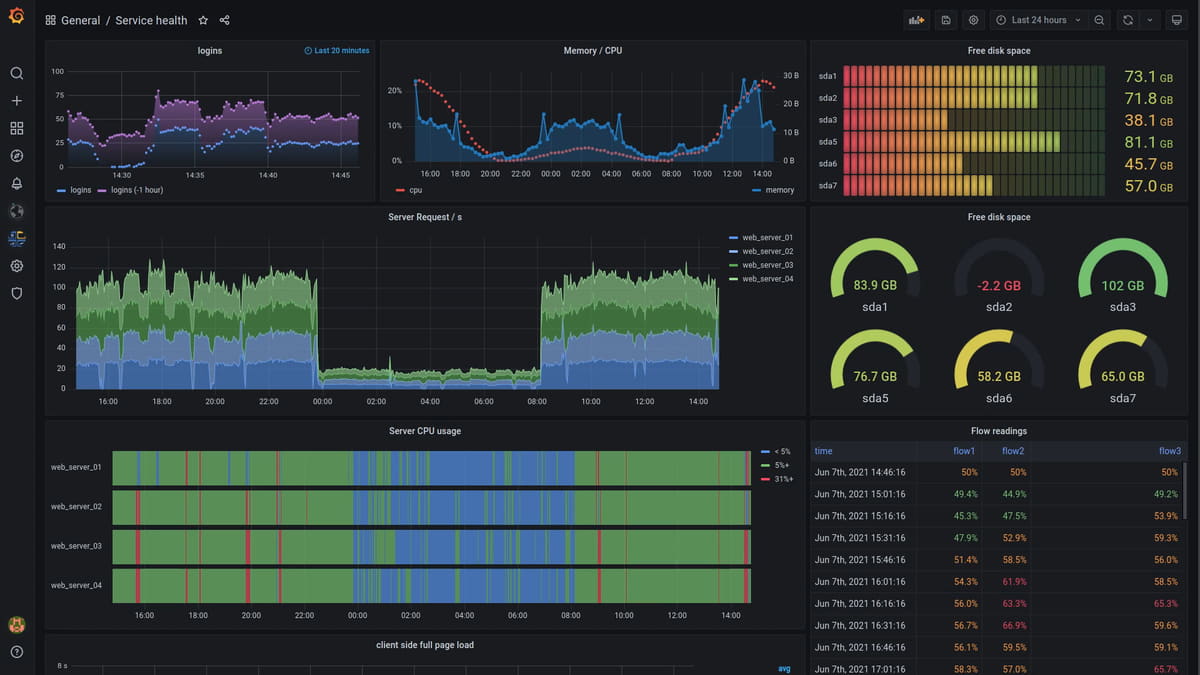 General / Service health
Last 24 hours
logins
Last 20 minutes
100
75
50
25
0
14:30 14:35 14:40 14:45
logins logins (-1 hour)
Memory / CPU
20%
10%
0%
30 B
20 B
10 B
0 B
16:00 18:00 20:00 22:00 00:00 02:00 04:00 06:00 08:00 10:00 12:00 14:00
cpu
memory
Free disk space
sda1 73.1 GB
sda2 71.8 GB
sda3 38.1 GB
sda5 81.1 GB
sda6 45.7 GB
sda7 57.0 GB
Server Request / s
140
120
100
80
60
40
20
0
16:00 18:00 20:00 22:00 00:00 02:00 04:00 06:00 08:00 10:00 12:00 14:00
web_server_01
web_server_02
web_server_03
web_server_04
Free disk space
83.9 GB -2.2 GB 102 GB
sda1 sda2 sda3
76.7 GB 58.2 GB 65.0 GB
sda5 sda6 sda7
Server CPU usage
web_server_01
web_server_02
web_server_03
web_server_04
16:00 18:00 20:00 22:00 00:00 02:00 04:00 06:00 08:00 10:00 12:00 14:00
< 5%
5%+
31%+
Flow readings
time flow1 flow2 flow3
Jun 7th, 2021 14:46:16 50% 50% 50%
Jun 7th, 2021 15:01:16 49.4% 44.9% 49.2%
Jun 7th, 2021 15:16:16 45.3% 47.5% 53.9%
Jun 7th, 2021 15:31:16 47.9% 52.9% 59.3%
Jun 7th, 2021 15:46:16 51.4% 58.5% 56.0%
Jun 7th, 2021 16:01:16 54.3% 61.9% 58.5%
Jun 7th, 2021 16:16:16 56.0% 63.3% 65.3%
Jun 7th, 2021 16:31:16 56.7% 66.9% 59.6%
Jun 7th, 2021 16:46:16 56.1% 59.5% 59.1%
Jun 7th, 2021 17:01:16 58.3% 57.0% 65.7%
client side full page load
8 s
avg